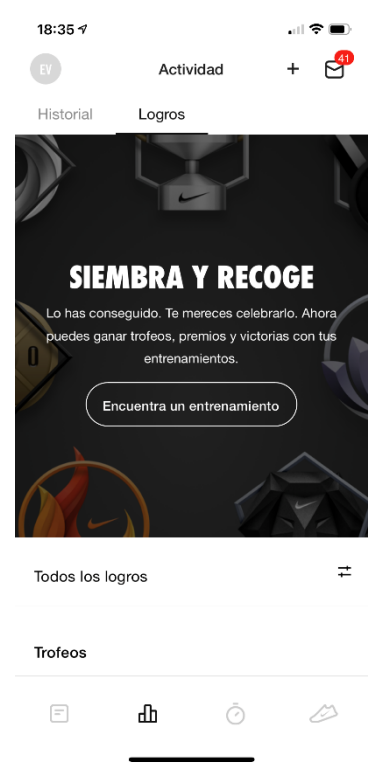 18:35
41
EV
Actividad
Historial
Logros
SIEMBRA Y RECOGE
Lo has conseguido. Te mereces celebrarlo. Ahora
puedes ganar trofeos, premios y victorias con tus
entrenamientos.
0
Encuentra un entrenamiento
Todos los logros
Trofeos